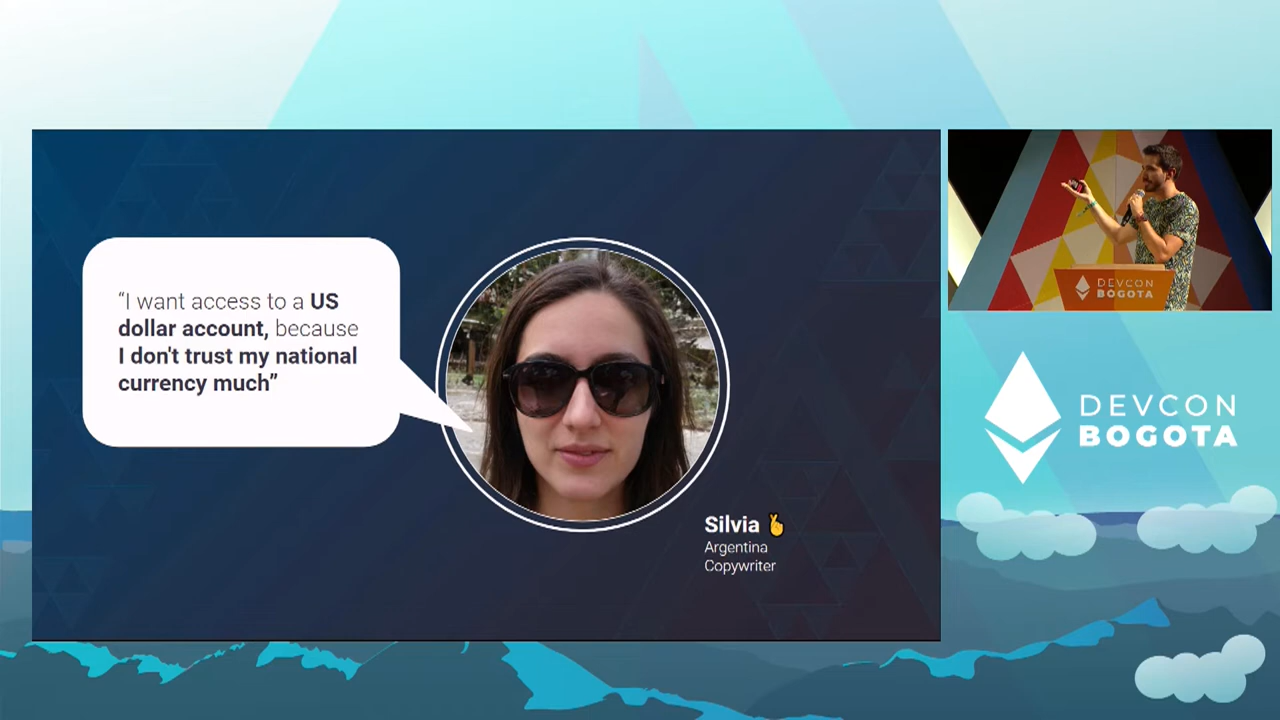 “I want access to a US
dollar account, because
I don't trust my national
currency much”
Silvia 🤞
Argentina
Copywriter
DEVCON
BOGOTA
DEVCON
BOGOTA